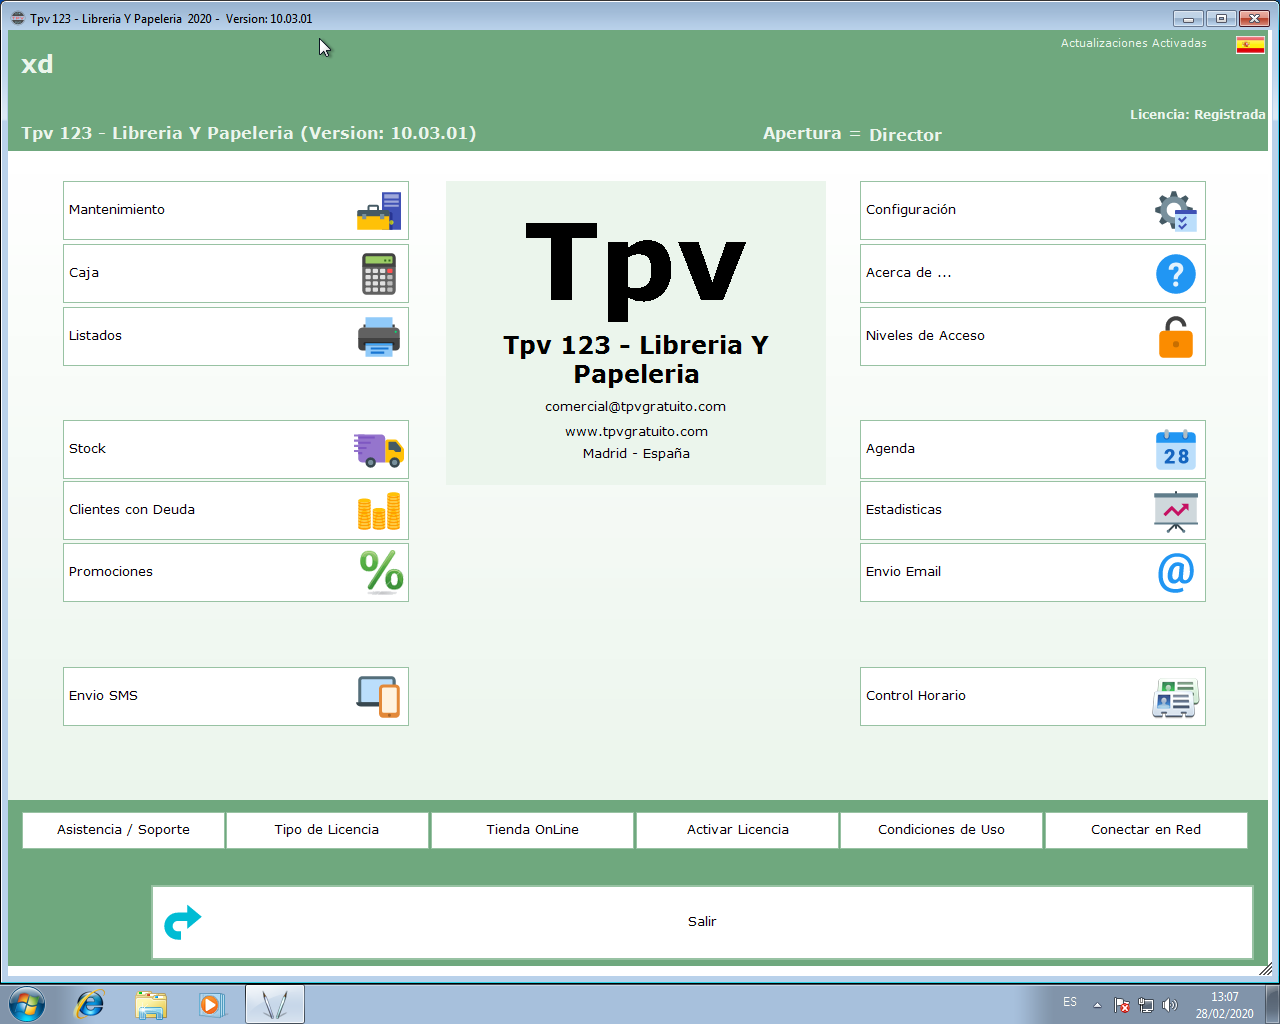 Tpv 123 - Libreria Y Papeleria  2020 -  Version: 10.03.01
Actualizaciones Activadas
xd
Licencia: Registrada
Tpv 123 - Libreria Y Papeleria (Version: 10.03.01)
Apertura = Director
Mantenimiento
Caja
Listados
Tpv
Tpv 123 - Libreria Y
Papeleria
comercial@tpvgratuito.com
www.tpvgratuito.com
Madrid - España
Configuración
Acerca de ...
?
Niveles de Acceso
Stock
Clientes con Deuda
Promociones
%
Agenda
28
Estadisticas
Envio Email
@
Envio SMS
Control Horario
Asistencia / Soporte
Tipo de Licencia
Tienda OnLine
Activar Licencia
Condiciones de Uso
Conectar en Red
Salir
ES
13:07
28/02/2020